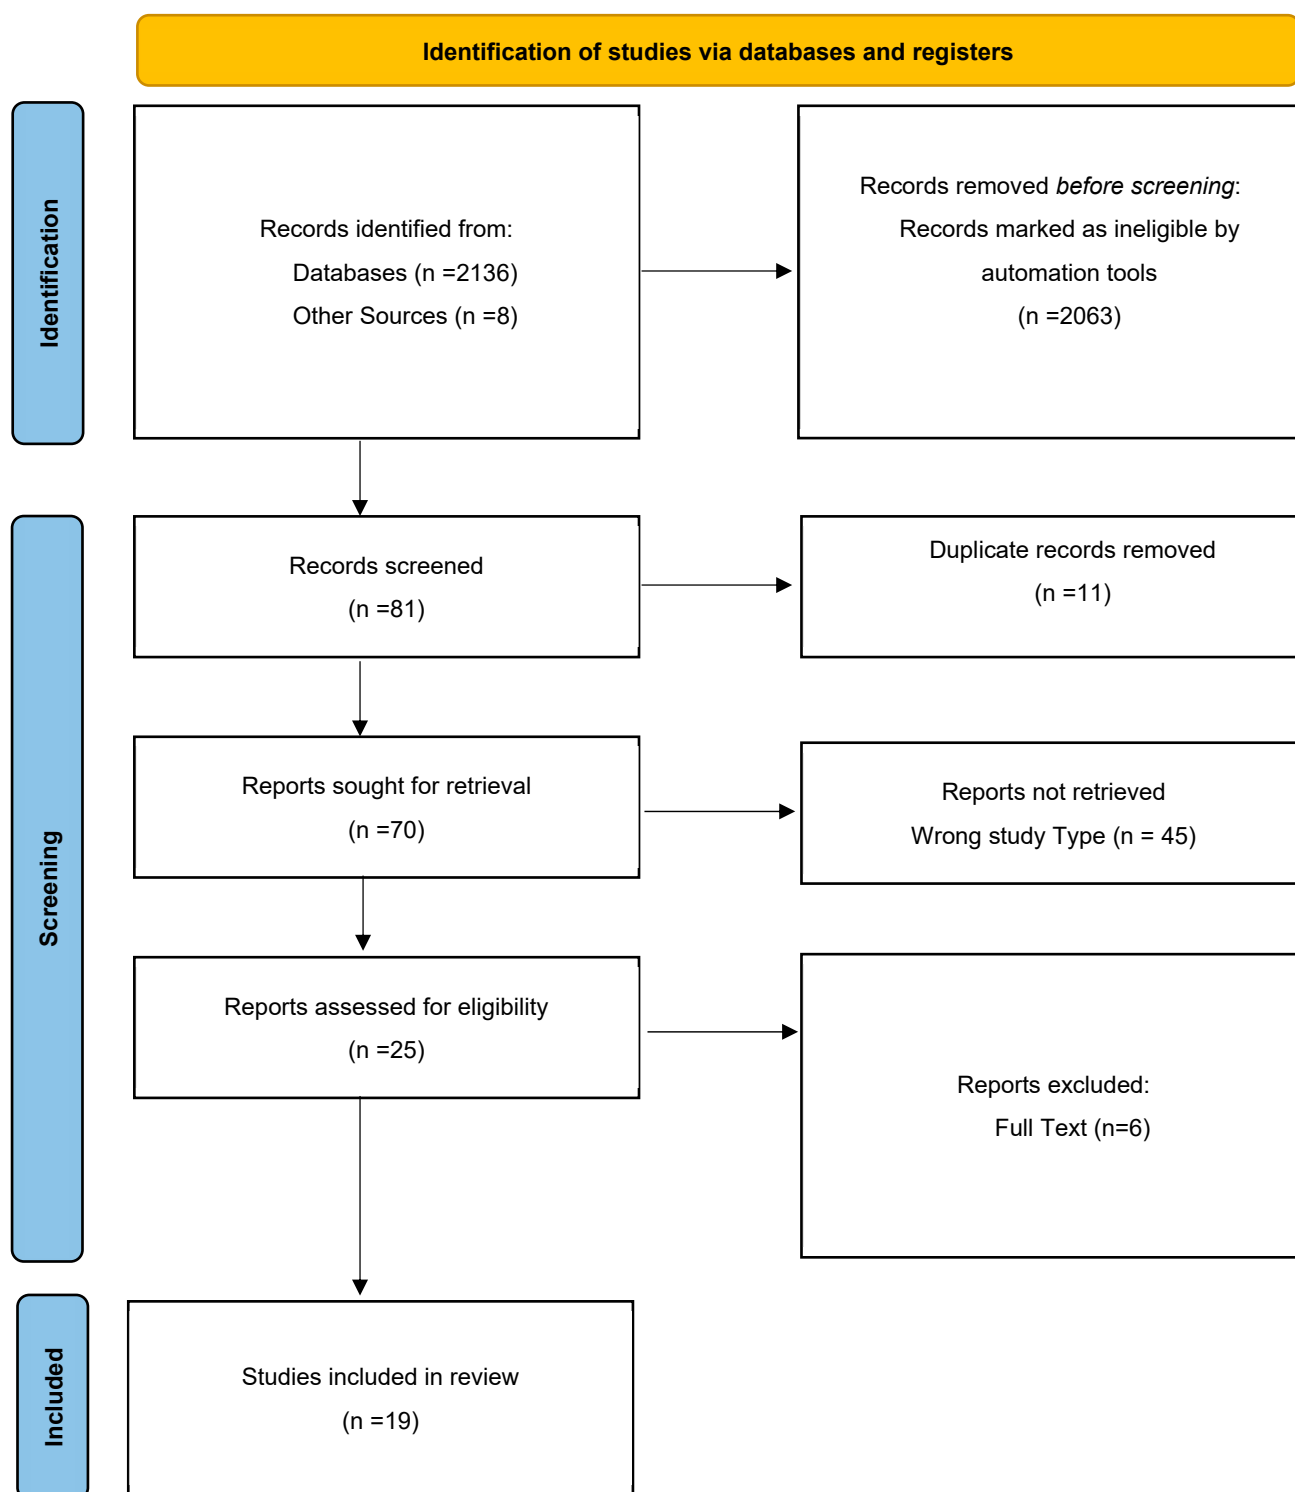 Identification of studies via databases and registers
Identification
Records identified from:
Databases (n =2136)
Other Sources (n =8)
Records removed before screening:
Records marked as ineligible by
automation tools
(n =2063)
Screening
Records screened
(n =81)
Duplicate records removed
(n =11)
Reports sought for retrieval
(n =70)
Reports not retrieved
Wrong study Type (n = 45)
Reports assessed for eligibility
(n =25)
Reports excluded:
Full Text (n=6)
Included
Studies included in review
(n =19)